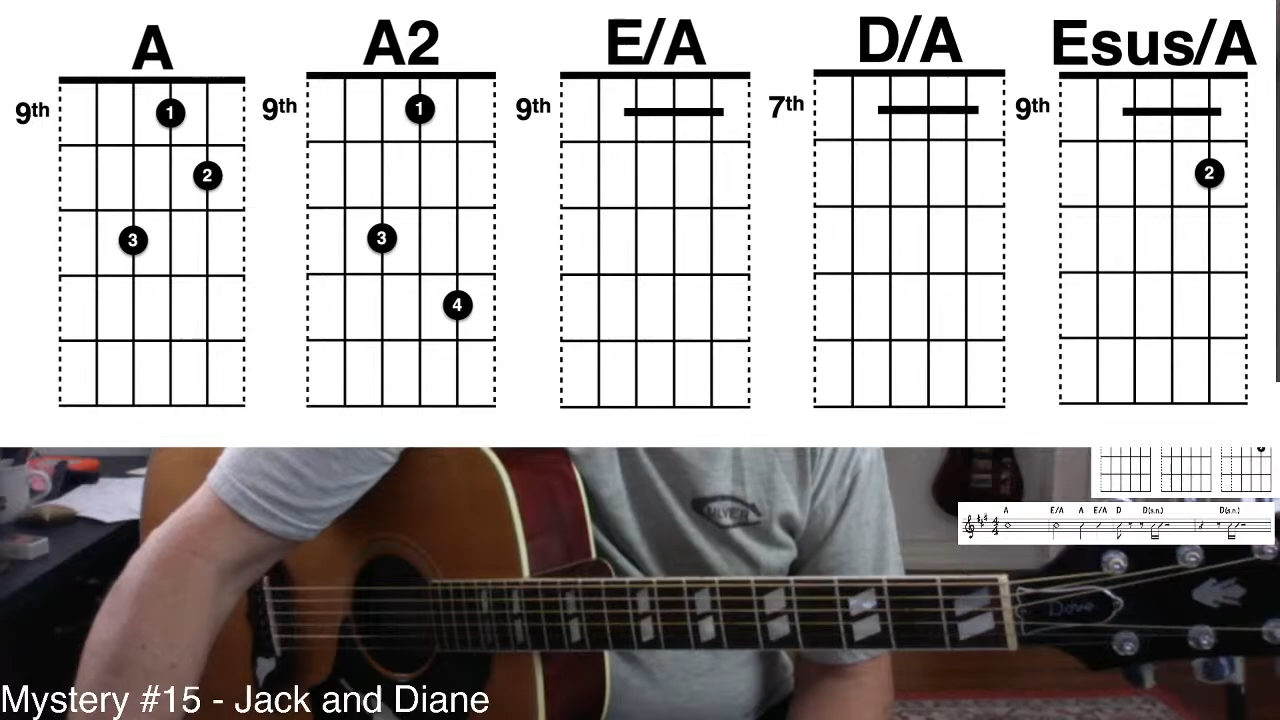 A A2 E/A D/A Esus/A
9th 9th 9th 7th 9th
1 1
2 2
3 3
4
A E/A A E/A D D(s.n.) D(s.n.)
Dove
Mystery #15 - Jack and Diane